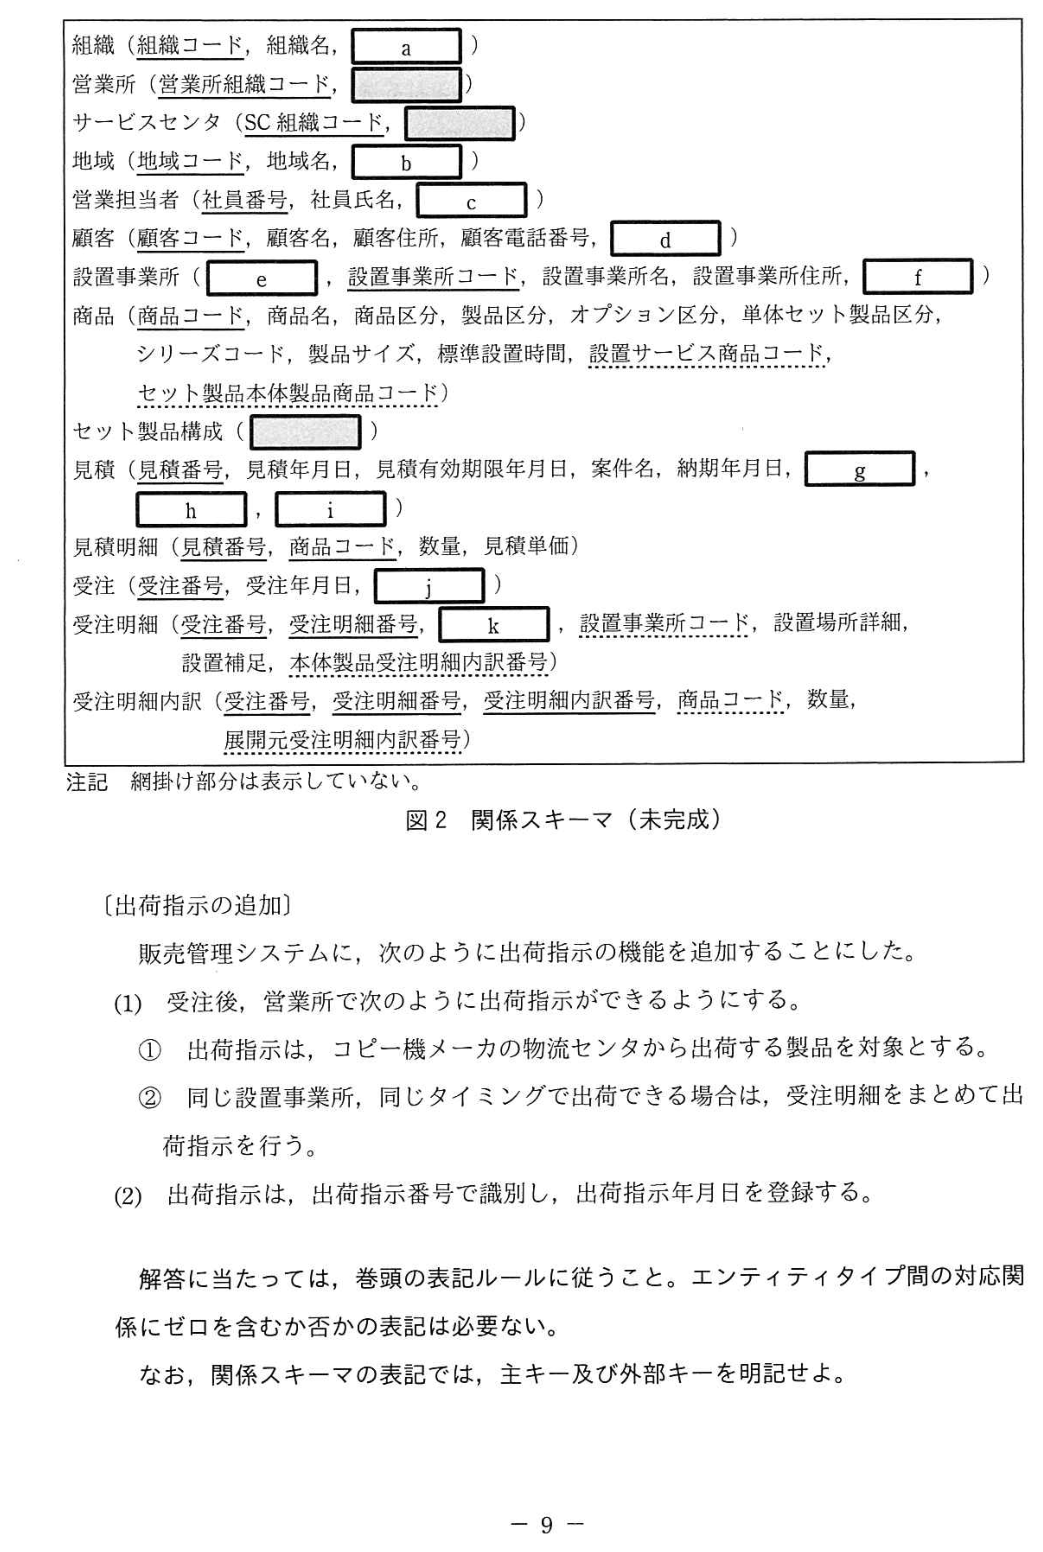 組織（組織コード，組織名， a ）
営業所（営業所組織コード， ）
サービスセンタ（SC 組織コード， ）
地域（地域コード，地域名， b ）
営業担当者（社員番号，社員氏名， c ）
顧客（顧客コード，顧客名，顧客住所，顧客電話番号， d ）
設置事業所（ e ，設置事業所コード，設置事業所名，設置事業所住所， f ）
商品（商品コード，商品名，商品区分，製品区分，オプション区分，単体セット製品区分，
シリーズコード，製品サイズ，標準設置時間，設置サービス商品コード，
セット製品本体製品商品コード）
セット製品構成（ ）
見積（見積番号，見積年月日，見積有効期限年月日，案件名，納期年月日， g ，
h ， i ）
見積明細（見積番号，商品コード，数量，見積単価）
受注（受注番号，受注年月日， j ）
受注明細（受注番号，受注明細番号， k ，設置事業所コード，設置場所詳細，
設置補足，本体製品受注明細内訳番号）
受注明細内訳（受注番号，受注明細番号，受注明細内訳番号，商品コード，数量，
展開元受注明細内訳番号）
注記　網掛け部分は表示していない。
図２　関係スキーマ（未完成）
〔出荷指示の追加〕
販売管理システムに，次のように出荷指示の機能を追加することにした。
(1)　受注後，営業所で次のように出荷指示ができるようにする。
①　出荷指示は，コピー機メーカの物流センタから出荷する製品を対象とする。
②　同じ設置事業所，同じタイミングで出荷できる場合は，受注明細をまとめて出
荷指示を行う。
(2)　出荷指示は，出荷指示番号で識別し，出荷指示年月日を登録する。
解答に当たっては，巻頭の表記ルールに従うこと。エンティティタイプ間の対応関
係にゼロを含むか否かの表記は必要ない。
なお，関係スキーマの表記では，主キー及び外部キーを明記せよ。
－ 9 －